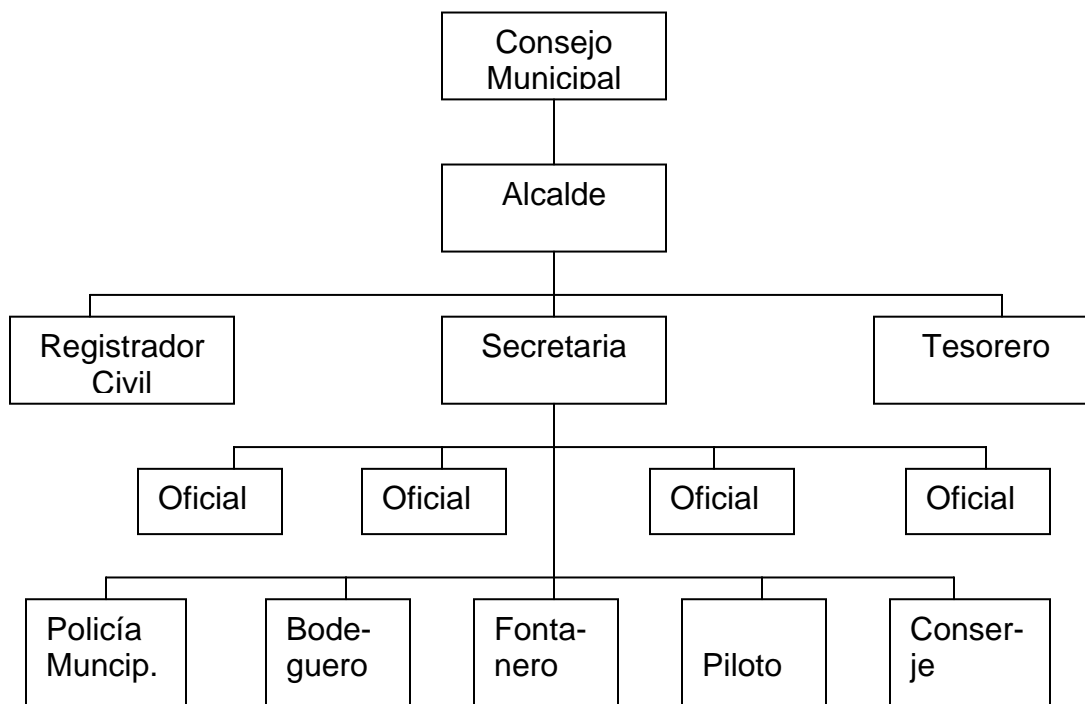 Consejo
Municipal
Alcalde
Registrador
Civil
Secretaria
Tesorero
Oficial
Oficial
Oficial
Oficial
Policía
Muncip.
Bode-
guero
Fonta-
nero
Piloto
Conser-
je